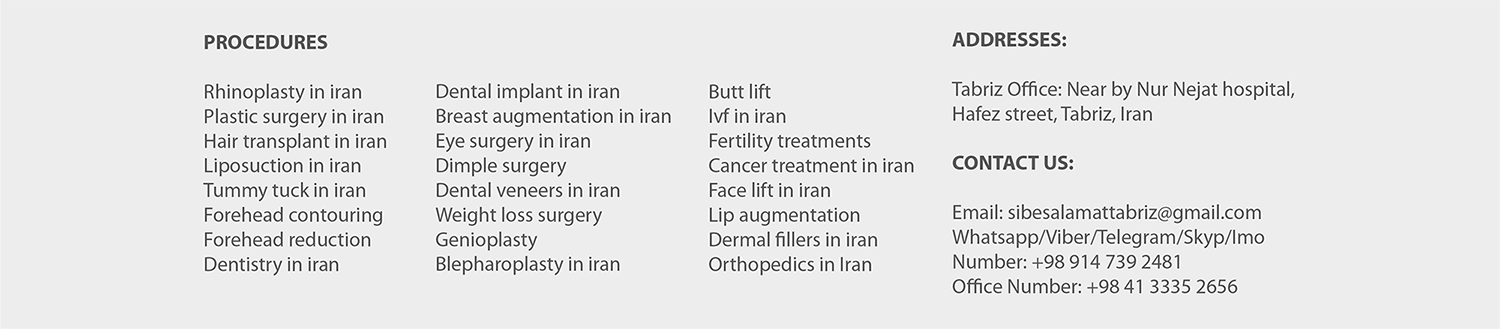 PROCEDURES
Rhinoplasty in iran
Plastic surgery in iran
Hair transplant in iran
Liposuction in iran
Tummy tuck in iran
Forehead contouring
Forehead reduction
Dentistry in iran
Dental implant in iran
Breast augmentation in iran
Eye surgery in iran
Dimple surgery
Dental veneers in iran
Weight loss surgery
Genioplasty
Blepharoplasty in iran
Butt lift
Ivf in iran
Fertility treatments
Cancer treatment in iran
Face lift in iran
Lip augmentation
Dermal fillers in iran
Orthopedics in Iran
ADDRESSES:
Tabriz Office: Near by Nur Nejat hospital,
Hafez street, Tabriz, Iran
CONTACT US:
Email: sibesalamattabriz@gmail.com
Whatsapp/Viber/Telegram/Skyp/Imo
Number: +98 914 739 2481
Office Number: +98 41 3335 2656